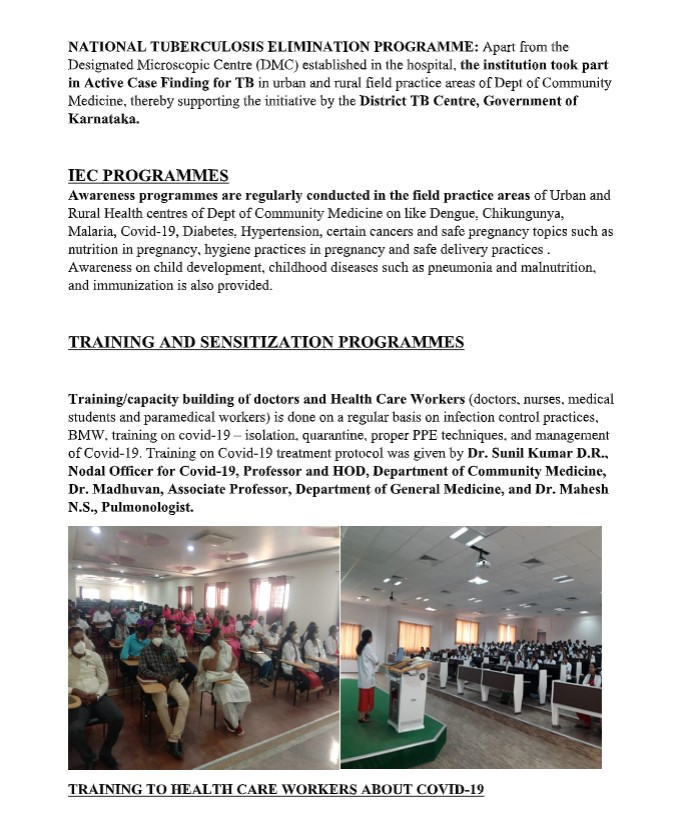 NATIONAL TUBERCULOSIS ELIMINATION PROGRAMME: Apart from the
Designated Microscopic Centre (DMC) established in the hospital, the institution took part
in Active Case Finding for TB in urban and rural field practice areas of Dept of Community
Medicine, thereby supporting the initiative by the District TB Centre, Government of
Karnataka.
IEC PROGRAMMES
Awareness programmes are regularly conducted in the field practice areas of Urban and
Rural Health centres of Dept of Community Medicine on like Dengue, Chikungunya,
Malaria, Covid-19, Diabetes, Hypertension, certain cancers and safe pregnancy topics such as
nutrition in pregnancy, hygiene practices in pregnancy and safe delivery practices .
Awareness on child development, childhood diseases such as pneumonia and malnutrition,
and immunization is also provided.
TRAINING AND SENSITIZATION PROGRAMMES
Training/capacity building of doctors and Health Care Workers (doctors, nurses, medical
students and paramedical workers) is done on a regular basis on infection control practices,
BMW, training on covid-19 – isolation, quarantine, proper PPE techniques, and management
of Covid-19. Training on Covid-19 treatment protocol was given by Dr. Sunil Kumar D.R.,
Nodal Officer for Covid-19, Professor and HOD, Department of Community Medicine,
Dr. Madhuvan, Associate Professor, Department of General Medicine, and Dr. Mahesh
N.S., Pulmonologist.
TRAINING TO HEALTH CARE WORKERS ABOUT COVID-19